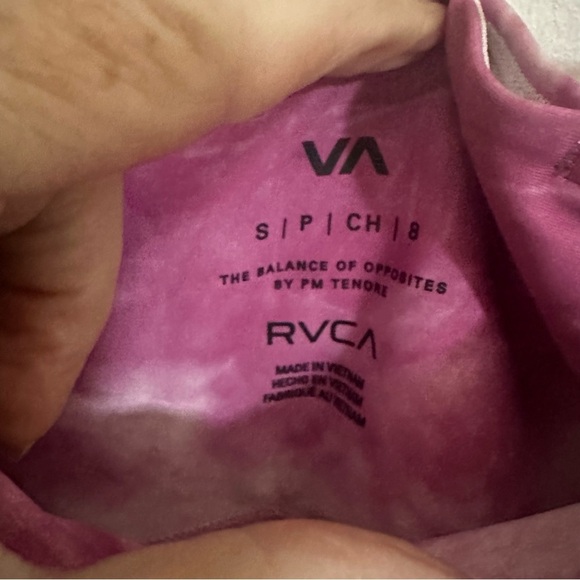 VA
S | P | CH | 8
THE BALANCE OF OPPOSITES
BY PM TENORE
RVCA
MADE IN VIETNAM
HECHO EN VIETNAM
FABRIQUE AU VIETNAM